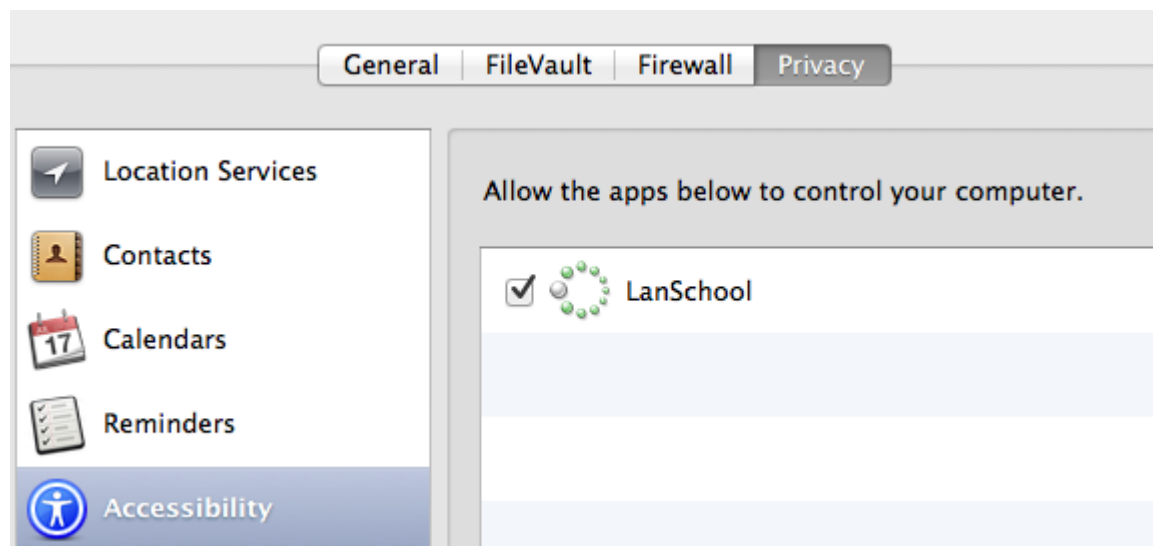 General FileVault Firewall Privacy
Location Services
Contacts
Calendars
17
Reminders
Accessibility
Allow the apps below to control your computer.
LanSchool